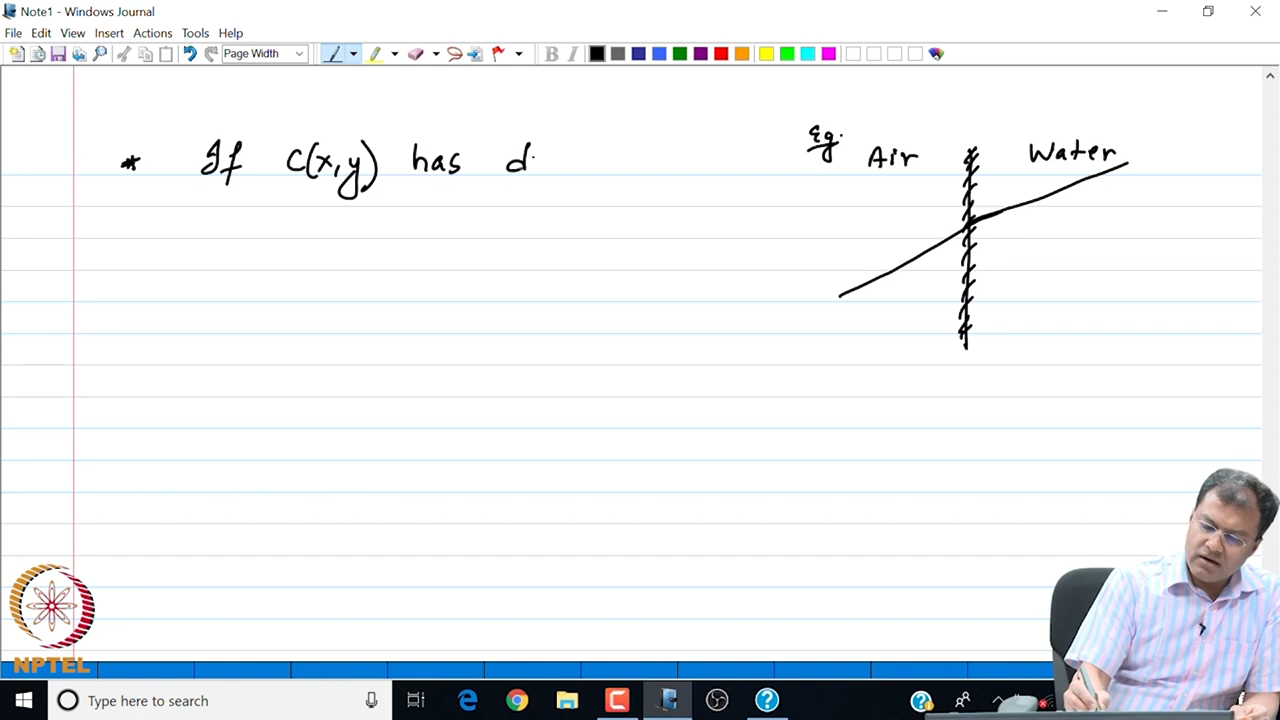 Note1 - Windows Journal
File Edit View Insert Actions Tools Help
Page Width B I
* If C(x,y) has d
Eg.
Air Water
NPTEL
Type here to search